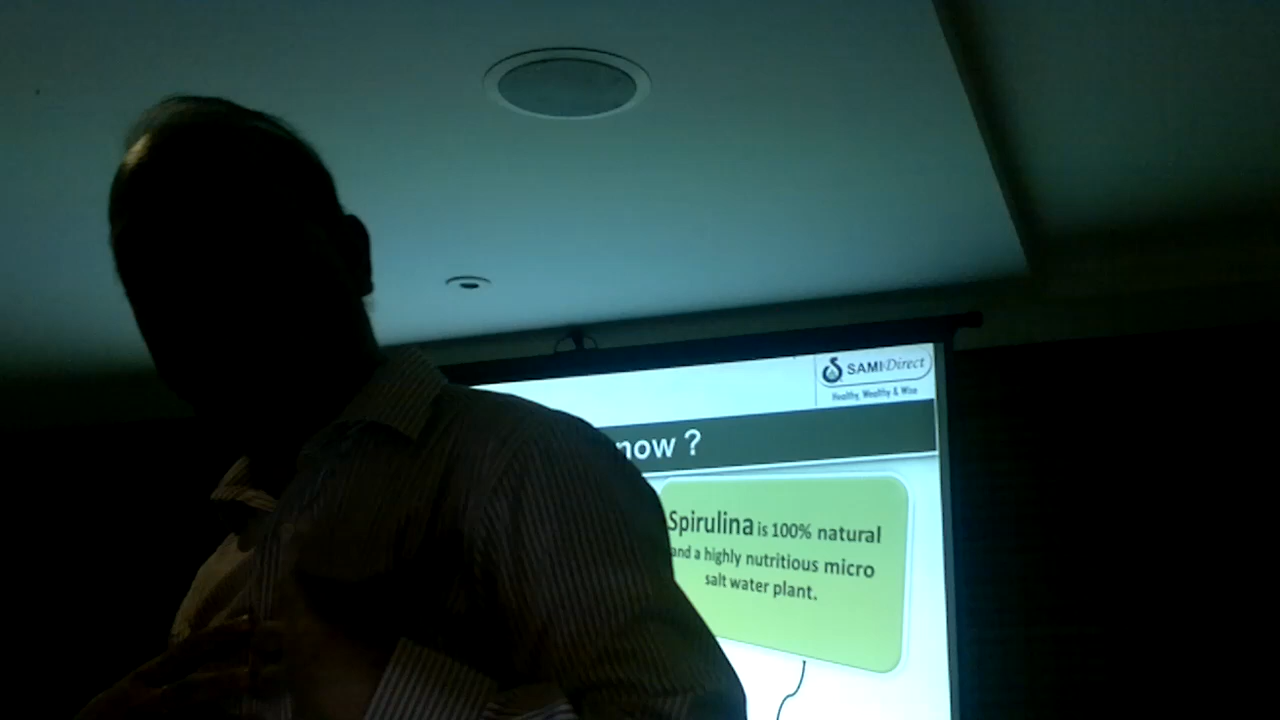 SAMI Direct
Healthy, Wealthy & Wise
now ?
Spirulina is 100% natural
and a highly nutritious micro
salt water plant.